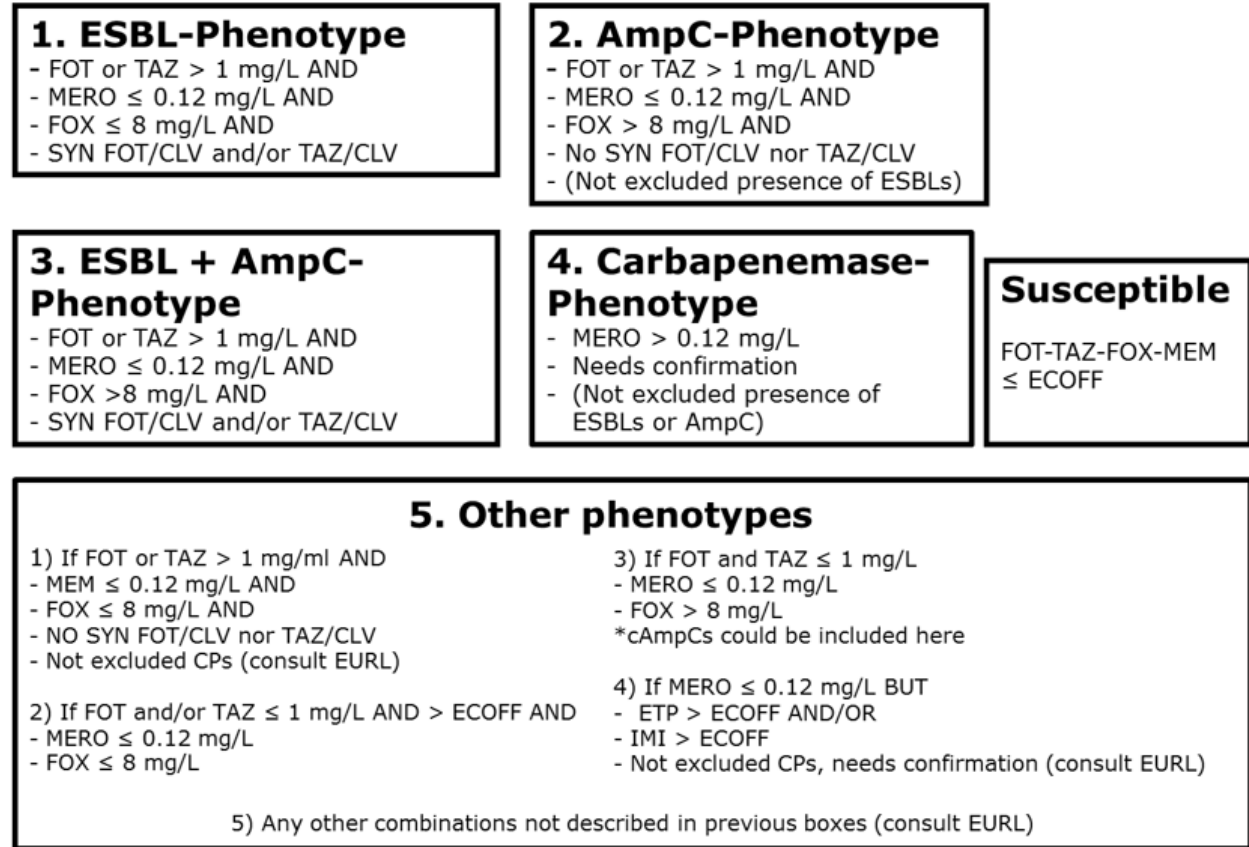 1. ESBL-Phenotype
- FOT or TAZ > 1 mg/L AND
- MERO ≤ 0.12 mg/L AND
- FOX ≤ 8 mg/L AND
- SYN FOT/CLV and/or TAZ/CLV
2. AmpC-Phenotype
- FOT or TAZ > 1 mg/L AND
- MERO ≤ 0.12 mg/L AND
- FOX > 8 mg/L AND
- No SYN FOT/CLV nor TAZ/CLV
- (Not excluded presence of ESBLs)
3. ESBL + AmpC-
Phenotype
- FOT or TAZ > 1 mg/L AND
- MERO ≤ 0.12 mg/L AND
- FOX >8 mg/L AND
- SYN FOT/CLV and/or TAZ/CLV
4. Carbapenemase-
Phenotype
- MERO > 0.12 mg/L
- Needs confirmation
- (Not excluded presence of
ESBLs or AmpC)
Susceptible
FOT-TAZ-FOX-MEM
≤ ECOFF
5. Other phenotypes
1) If FOT or TAZ > 1 mg/ml AND
- MEM ≤ 0.12 mg/L AND
- FOX ≤ 8 mg/L AND
- NO SYN FOT/CLV nor TAZ/CLV
- Not excluded CPs (consult EURL)
2) If FOT and/or TAZ ≤ 1 mg/L AND > ECOFF AND
- MERO ≤ 0.12 mg/L
- FOX ≤ 8 mg/L
3) If FOT and TAZ ≤ 1 mg/L
- MERO ≤ 0.12 mg/L
- FOX > 8 mg/L
*cAmpCs could be included here
4) If MERO ≤ 0.12 mg/L BUT
- ETP > ECOFF AND/OR
- IMI > ECOFF
- Not excluded CPs, needs confirmation (consult EURL)
5) Any other combinations not described in previous boxes (consult EURL)